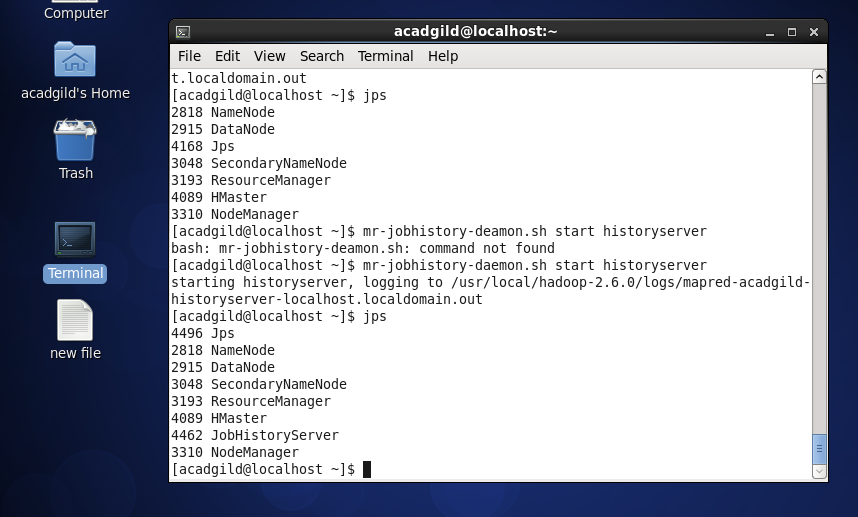 Computer
acadgild's Home
Trash
Terminal
new file
acadgild@localhost:~
File Edit View Search Terminal Help
t.localdomain.out
[acadgild@localhost ~]$ jps
2818 NameNode
2915 DataNode
4168 Jps
3048 SecondaryNameNode
3193 ResourceManager
4089 HMaster
3310 NodeManager
[acadgild@localhost ~]$ mr-jobhistory-deamon.sh start historyserver
bash: mr-jobhistory-deamon.sh: command not found
[acadgild@localhost ~]$ mr-jobhistory-daemon.sh start historyserver
starting historyserver, logging to /usr/local/hadoop-2.6.0/logs/mapred-acadgild-
historyserver-localhost.localdomain.out
[acadgild@localhost ~]$ jps
4496 Jps
2818 NameNode
2915 DataNode
3048 SecondaryNameNode
3193 ResourceManager
4089 HMaster
4462 JobHistoryServer
3310 NodeManager
[acadgild@localhost ~]$